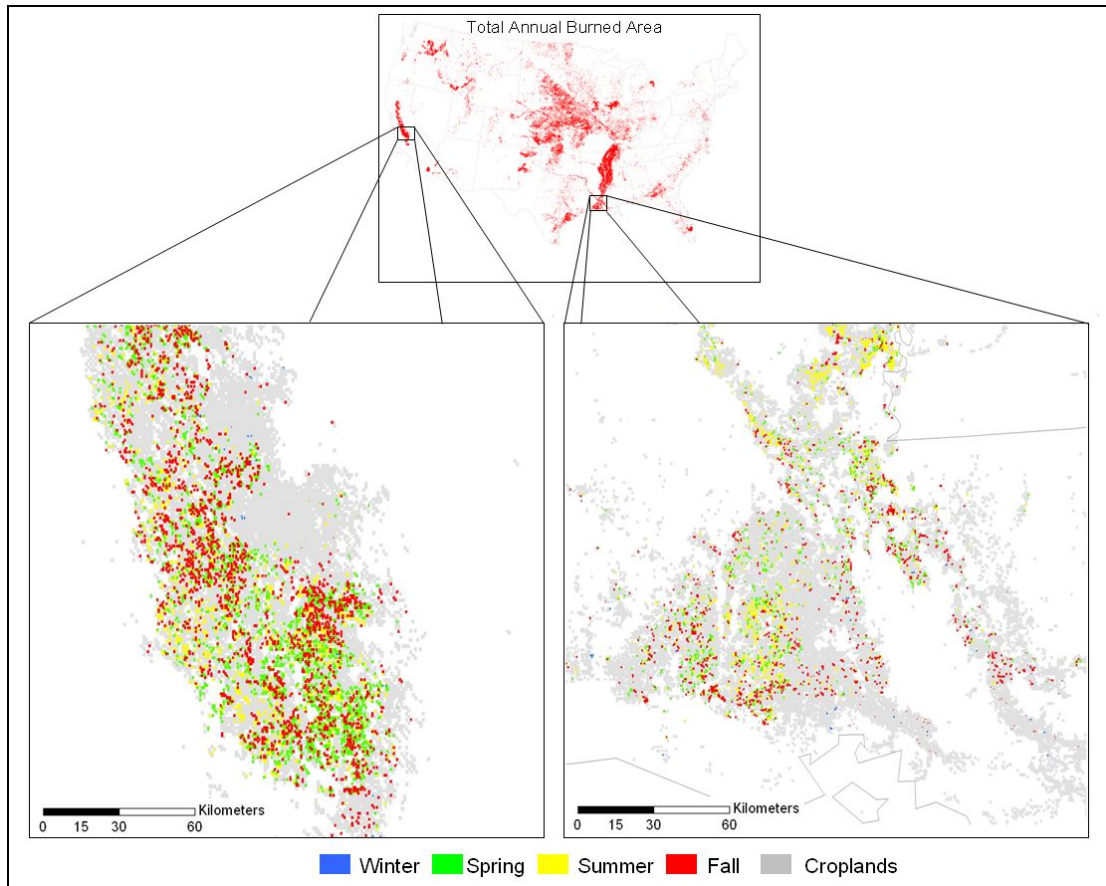 Total Annual Burned Area
Kilometers
0 15 30 60
Kilometers
0 15 30 60
Winter Spring Summer Fall Croplands